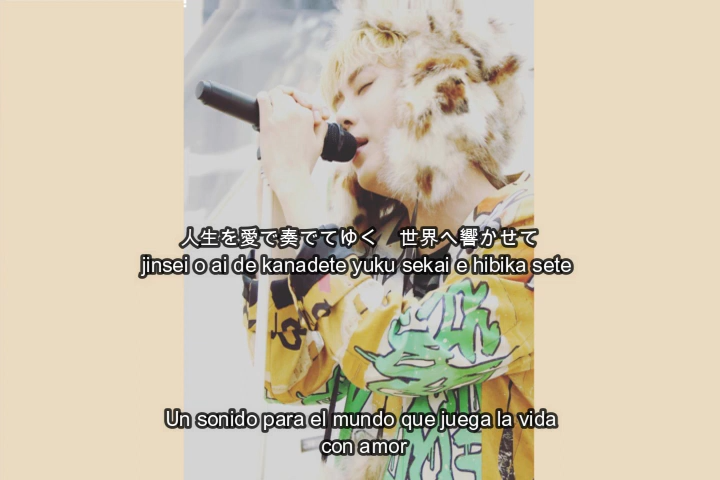 人生を愛で奏でてゆく　世界へ響かせて
jinsei o ai de kanadete yuku sekai e hibika sete
Un sonido para el mundo que juega la vida
con amor